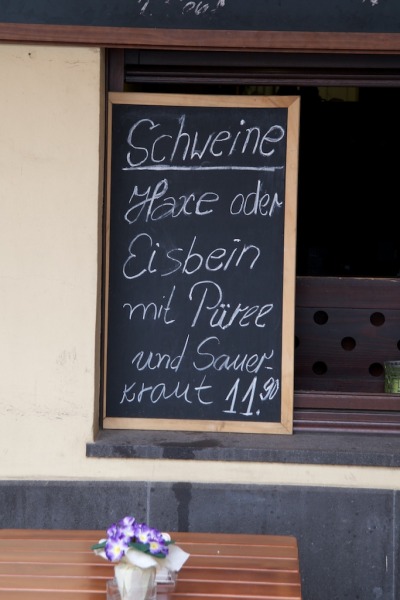 Schweine
Haxe oder
Eisbein
mit Püree
und Sauer-
kraut 11.90